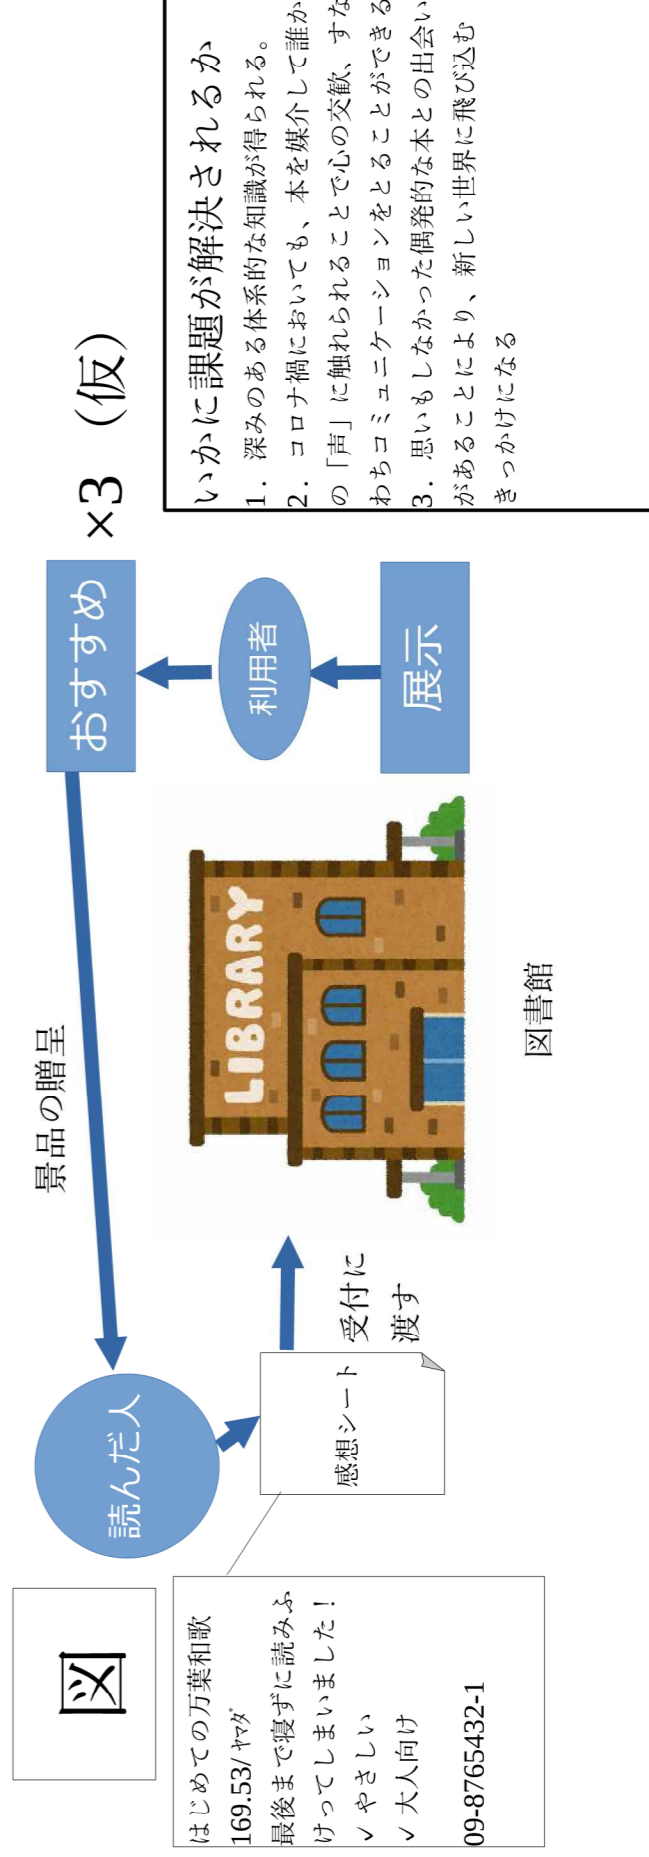 図
はじめての万葉和歌
169.53/ﾔﾏﾀﾞ
最後まで寝ずに読みふ
けってしまいました！
✓やさしい
✓大人向け
09-8765432-1
読んだ人
感想シート
受付に
渡す
景品の贈呈
LIBRARY
図書館
おすすめ
利用者
展示
×3（仮）
いかに課題が解決されるか
1. 深みのある体系的な知識が得られる。
2. コロナ禍においても、本を媒介して誰か
の「声」に触れられることで心の交歓、すな
わちコミュニケーションをとることができる
3. 思いもしなかった偶発的な本との出会い
があることにより、新しい世界に飛び込む
きっかけになる